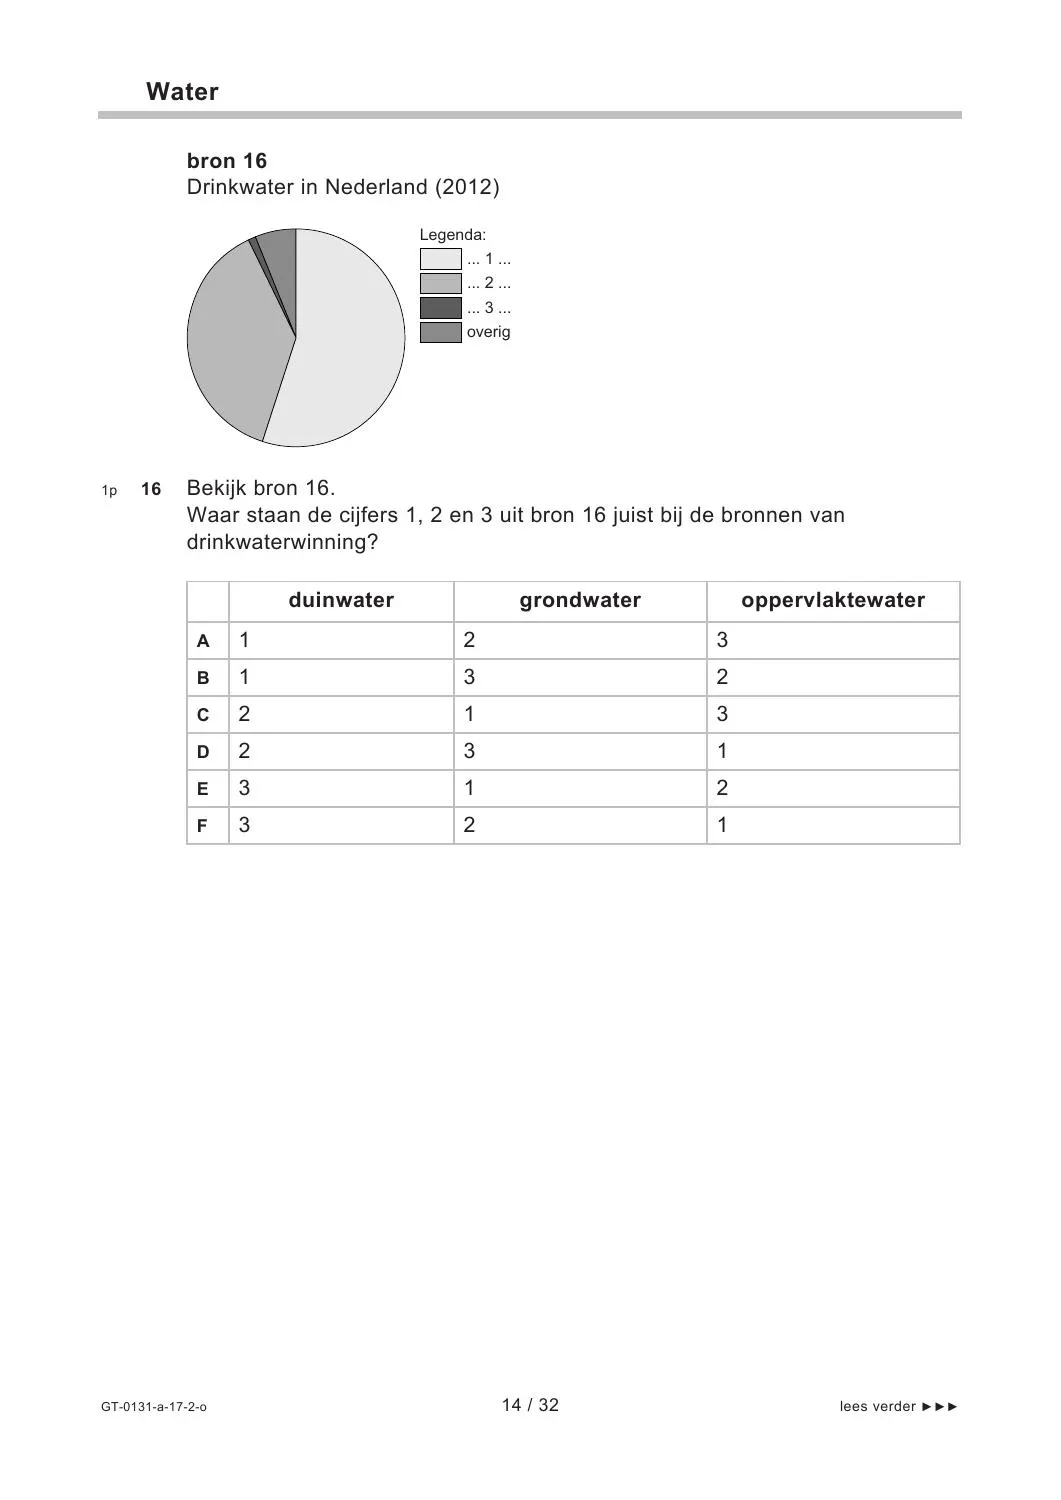 Water
bron 16
Drinkwater in Nederland (2012)
Legenda:
... 1 ...
... 2 ...
... 3 ...
overig
1p 16 Bekijk bron 16.
Waar staan de cijfers 1, 2 en 3 uit bron 16 juist bij de bronnen van
drinkwaterwinning?
duinwater grondwater oppervlaktewater
A 1 2 3
B 1 3 2
C 2 1 3
D 2 3 1
E 3 1 2
F 3 2 1
GT-0131-a-17-2-o 14 / 32 lees verder ►►►